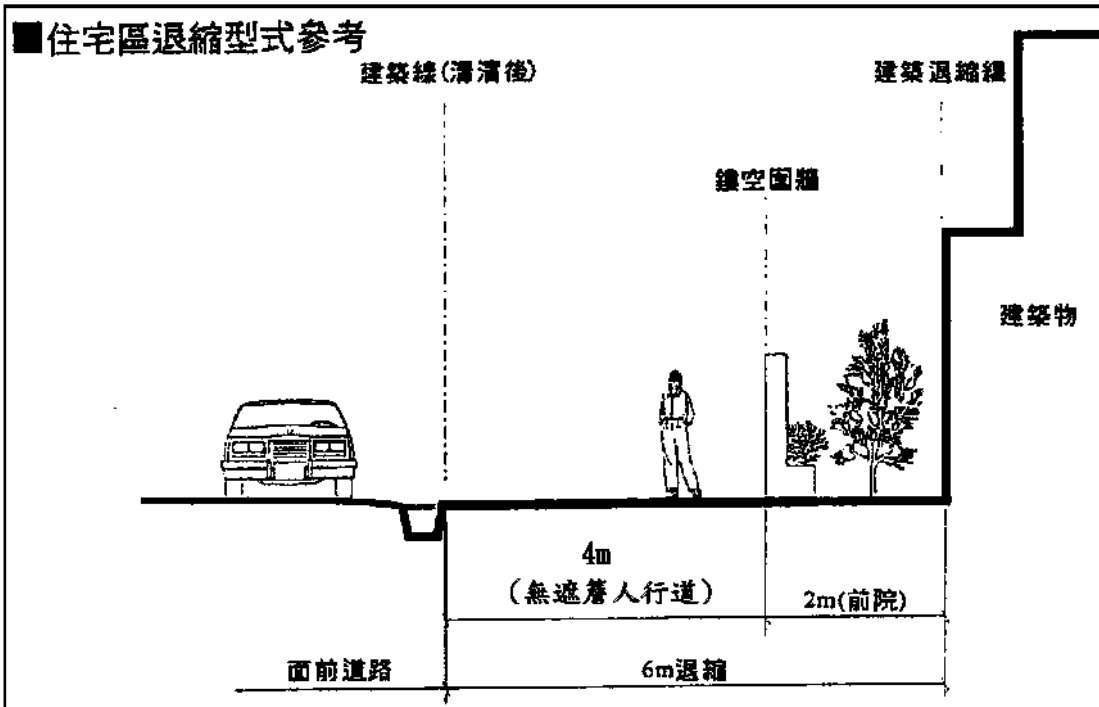 ■住宅區退縮型式參考
建築線(溝濱後)
建築退縮線
鏤空圍牆
建築物
4m
(無遮簷人行道)
2m(前院)
面前道路
6m退縮